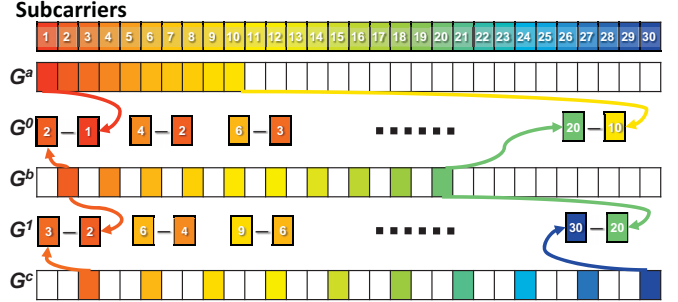 Subcarriers
1 2 3 4 5 6 7 8 9 10 11 12 13 14 15 16 17 18 19 20 21 22 23 24 25 26 27 28 29 30
Gᵃ
G⁰ 2 – 1 4 – 2 6 – 3 ...... 20 – 10
Gᵇ
G¹ 3 – 2 6 – 4 9 – 6 ...... 30 – 20
Gᶜ